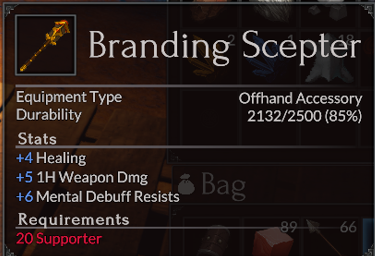 Branding Scepter
Equipment Type Offhand Accessory
Durability 2132/2500 (85%)
Stats
+4 Healing
+5 1H Weapon Dmg
+6 Mental Debuff Resists
Bag
Requirements
20 Supporter
89 66